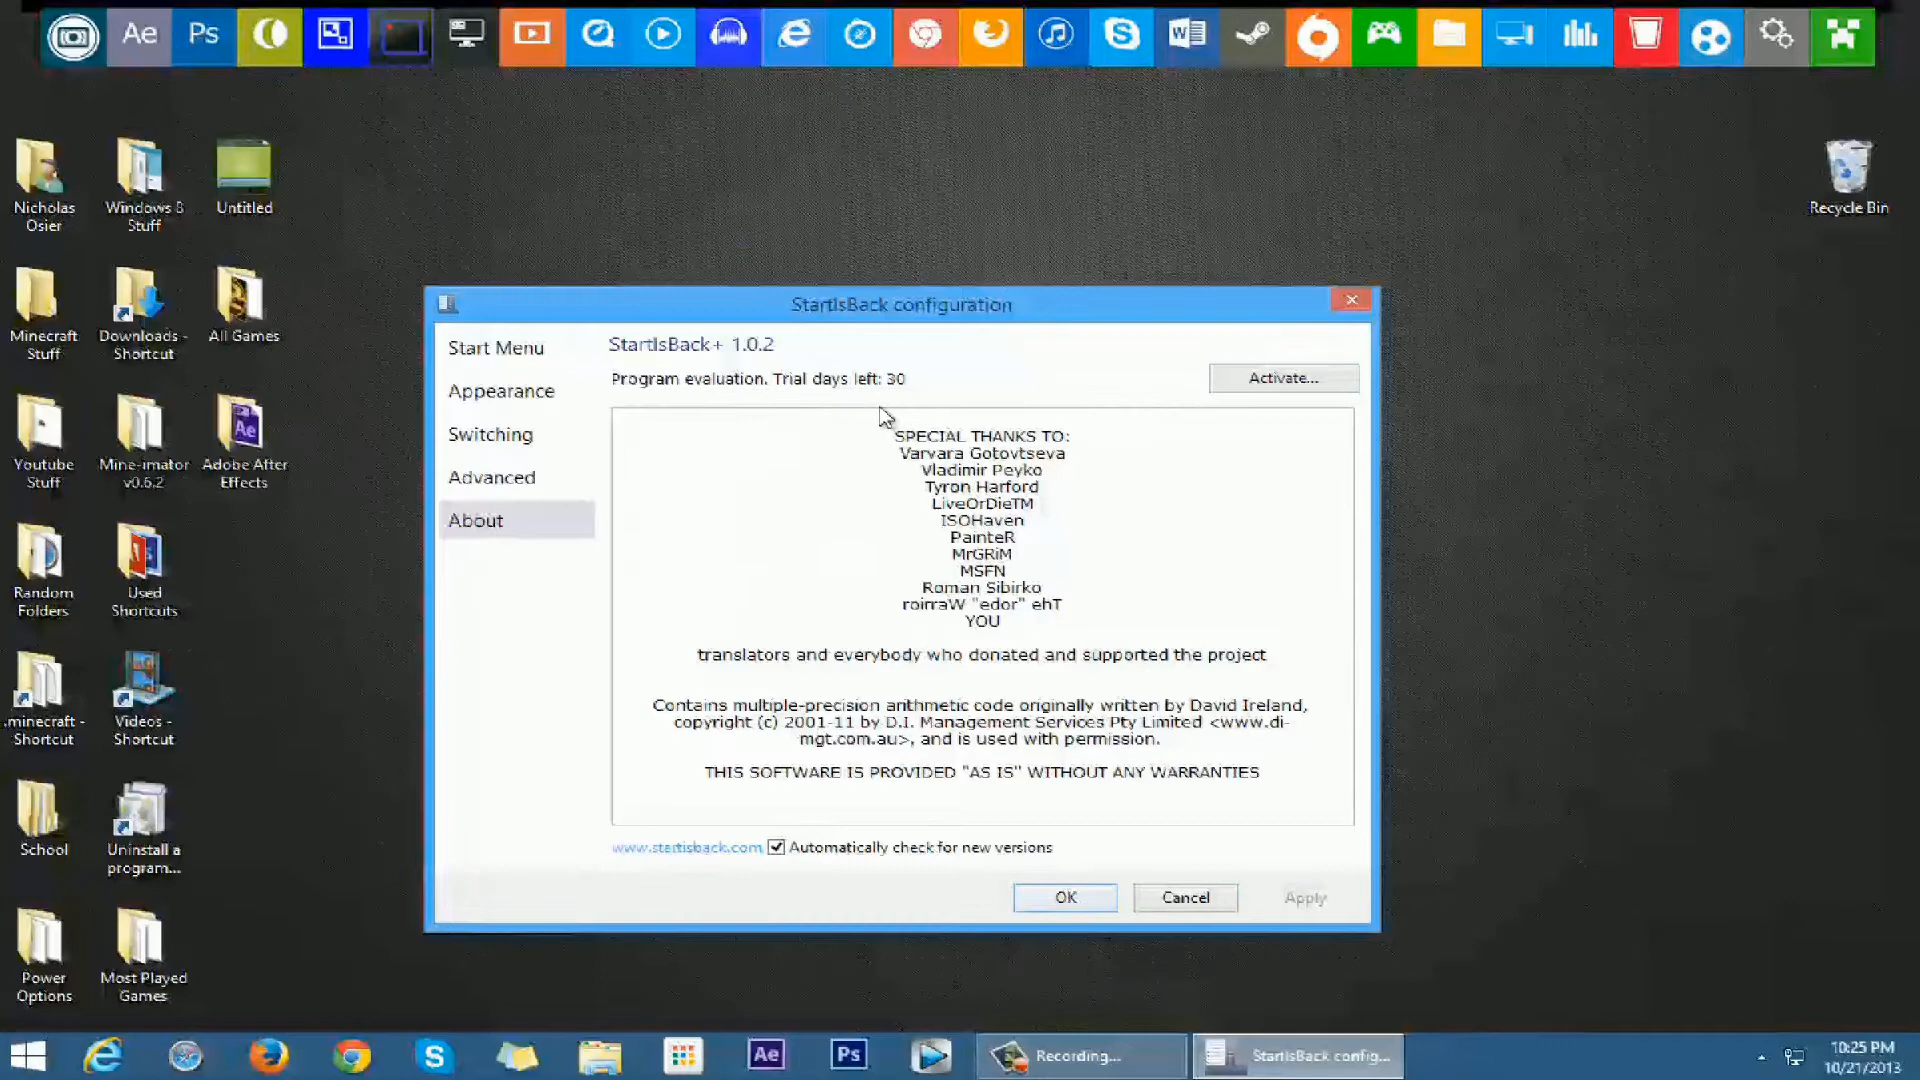 Ae
Ps
Nicholas
Osier
Windows 8
Stuff
Untitled
Recycle Bin
Minecraft
Stuff
Downloads -
Shortcut
All Games
Youtube
Stuff
Mine-imator
v0.6.2
Ae
Adobe After
Effects
Random
Folders
Used
Shortcuts
.minecraft -
Shortcut
Videos -
Shortcut
School
Uninstall a
program...
Power
Options
Most Played
Games
StartIsBack configuration
Start Menu
Appearance
Switching
Advanced
About
StartIsBack+ 1.0.2
Program evaluation. Trial days left: 30
Activate...
SPECIAL THANKS TO:
Varvara Gotovtseva
Vladimir Peyko
Tyron Harford
LiveOrDieTM
ISOHaven
PainteR
MrGRiM
MSFN
Roman Sibirko
roirraW "edor" ehT
YOU
translators and everybody who donated and supported the project
Contains multiple-precision arithmetic code originally written by David Ireland,
copyright (c) 2001-11 by D.I. Management Services Pty Limited <www.di-
mgt.com.au>, and is used with permission.
THIS SOFTWARE IS PROVIDED "AS IS" WITHOUT ANY WARRANTIES
www.startisback.com
Automatically check for new versions
OK
Cancel
Apply
Ae
Ps
Recording...
StartIsBack config...
10:25 PM
10/21/2013